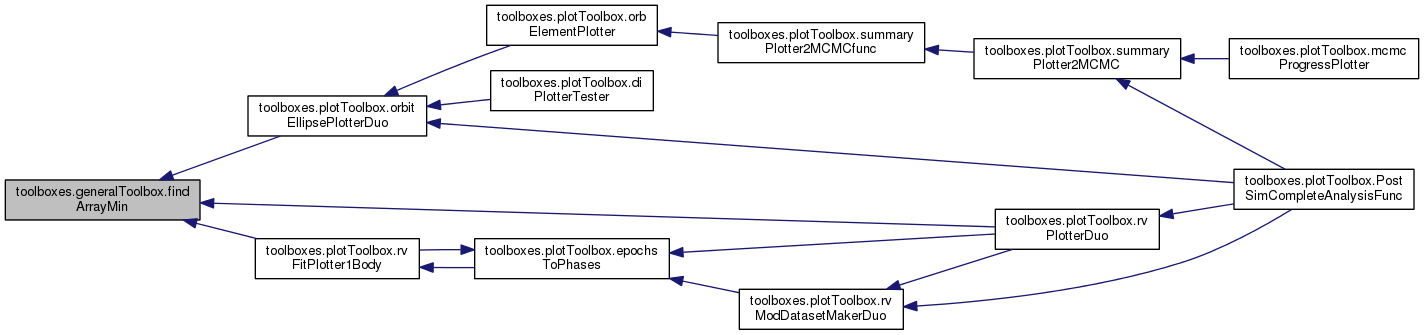 toolboxes.plotToolbox.orb
ElementPlotter
toolboxes.plotToolbox.summary
Plotter2MCMCfunc
toolboxes.plotToolbox.summary
Plotter2MCMC
toolboxes.plotToolbox.mcmc
ProgressPlotter
toolboxes.plotToolbox.di
PlotterTester
toolboxes.plotToolbox.orbit
EllipsePlotterDuo
toolboxes.generalToolbox.find
ArrayMin
toolboxes.plotToolbox.Post
SimCompleteAnalysisFunc
toolboxes.plotToolbox.rv
PlotterDuo
toolboxes.plotToolbox.rv
FitPlotter1Body
toolboxes.plotToolbox.epochs
ToPhases
toolboxes.plotToolbox.rv
ModDatasetMakerDuo